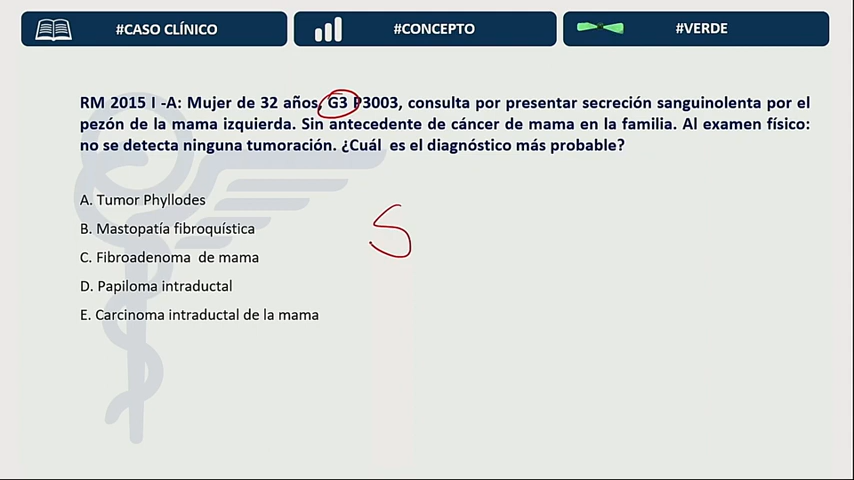 #CASO CLÍNICO
#CONCEPTO
#VERDE
RM 2015 I -A: Mujer de 32 años, G3 P3003, consulta por presentar secreción sanguinolenta por el
pezón de la mama izquierda. Sin antecedente de cáncer de mama en la familia. Al examen físico:
no se detecta ninguna tumoración. ¿Cuál es el diagnóstico más probable?
A. Tumor Phyllodes
B. Mastopatía fibroquística
C. Fibroadenoma de mama
D. Papiloma intraductal
E. Carcinoma intraductal de la mama
S